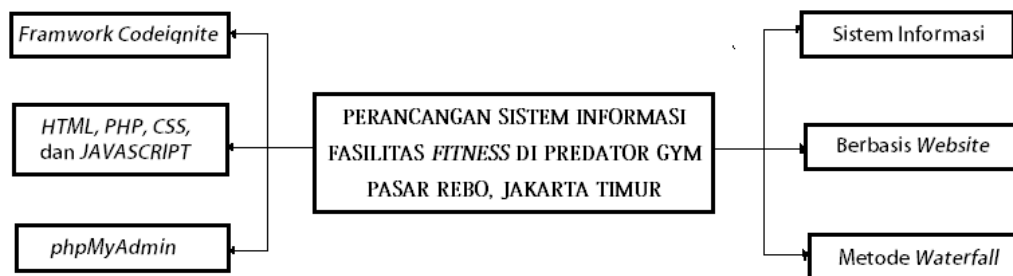 Framwork Codeignite
HTML, PHP, CSS,
dan JAVASCRIPT
phpMyAdmin
PERANCANGAN SISTEM INFORMASI
FASILITAS FITNESS DI PREDATOR GYM
PASAR REBO, JAKARTA TIMUR
Sistem Informasi
Berbasis Website
Metode Waterfall